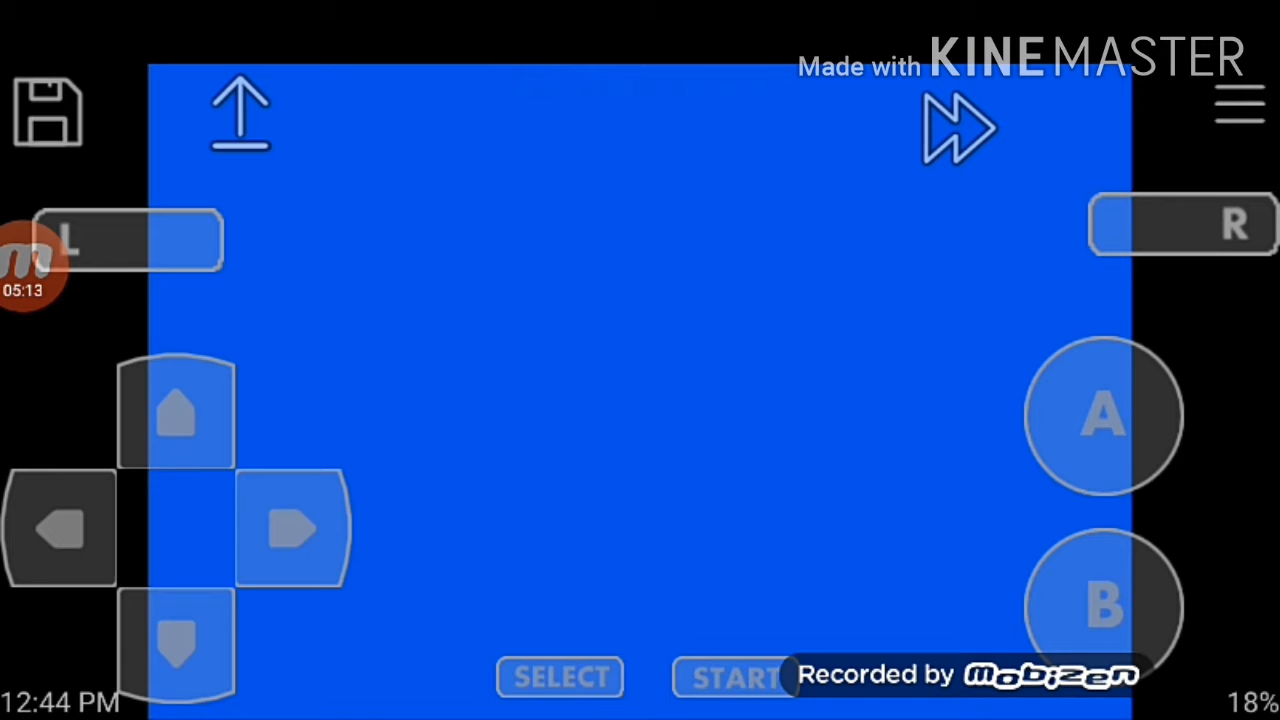 Made with KINEMASTER
L
R
05:13
A
B
SELECT
START
Recorded by mobizen
12:44 PM
18%